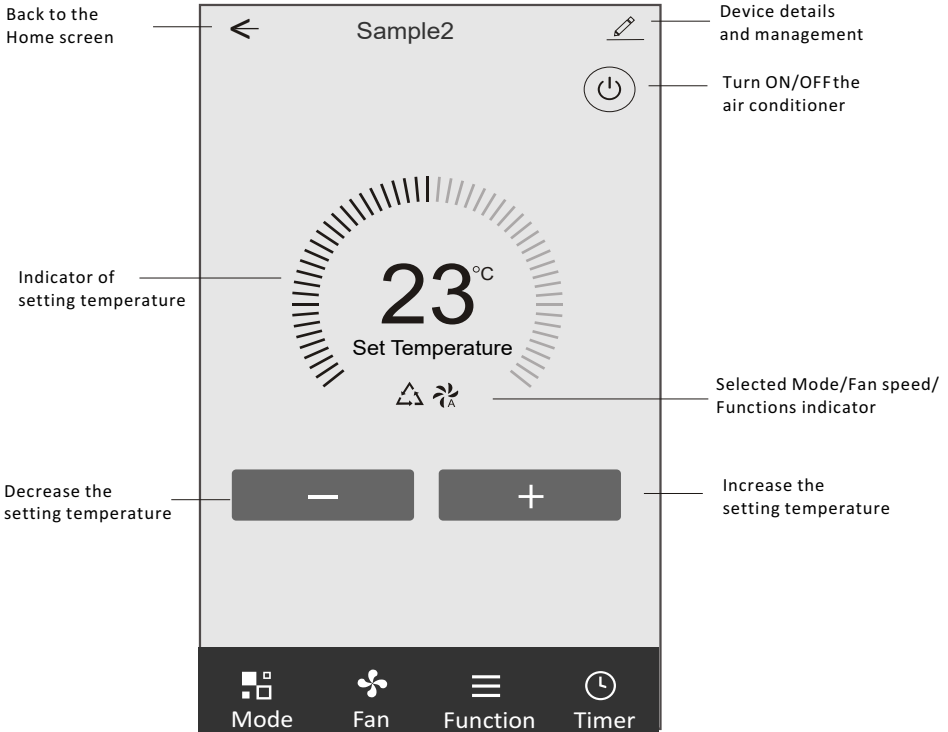 Back to the
Home screen
Sample2
Device details
and management
Turn ON/OFF the
air conditioner
Indicator of
setting temperature
23°C
Set Temperature
A
Selected Mode/Fan speed/
Functions indicator
Decrease the
setting temperature
—
+
Increase the
setting temperature
Mode
Fan
Function
Timer